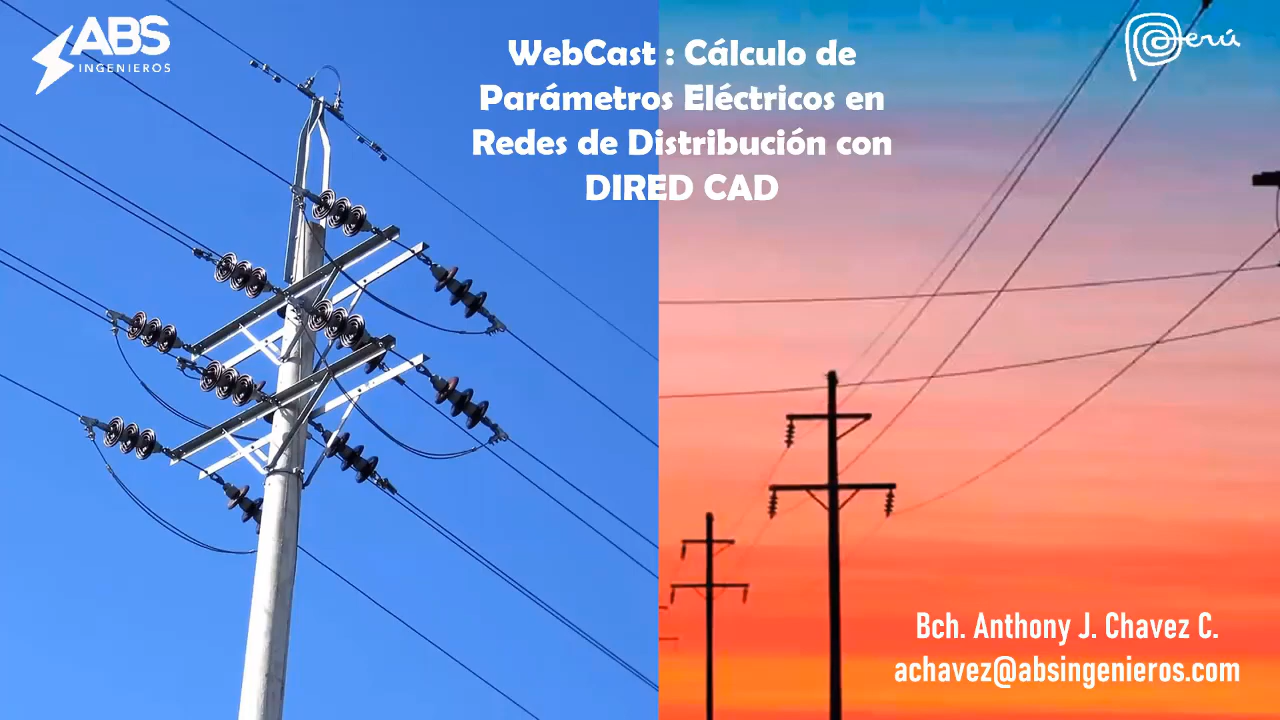 ABS
INGENIEROS
WebCast : Cálculo de
Parámetros Eléctricos en
Redes de Distribución con
DIRED CAD
Perú
Bch. Anthony J. Chavez C.
achavez@absingenieros.com